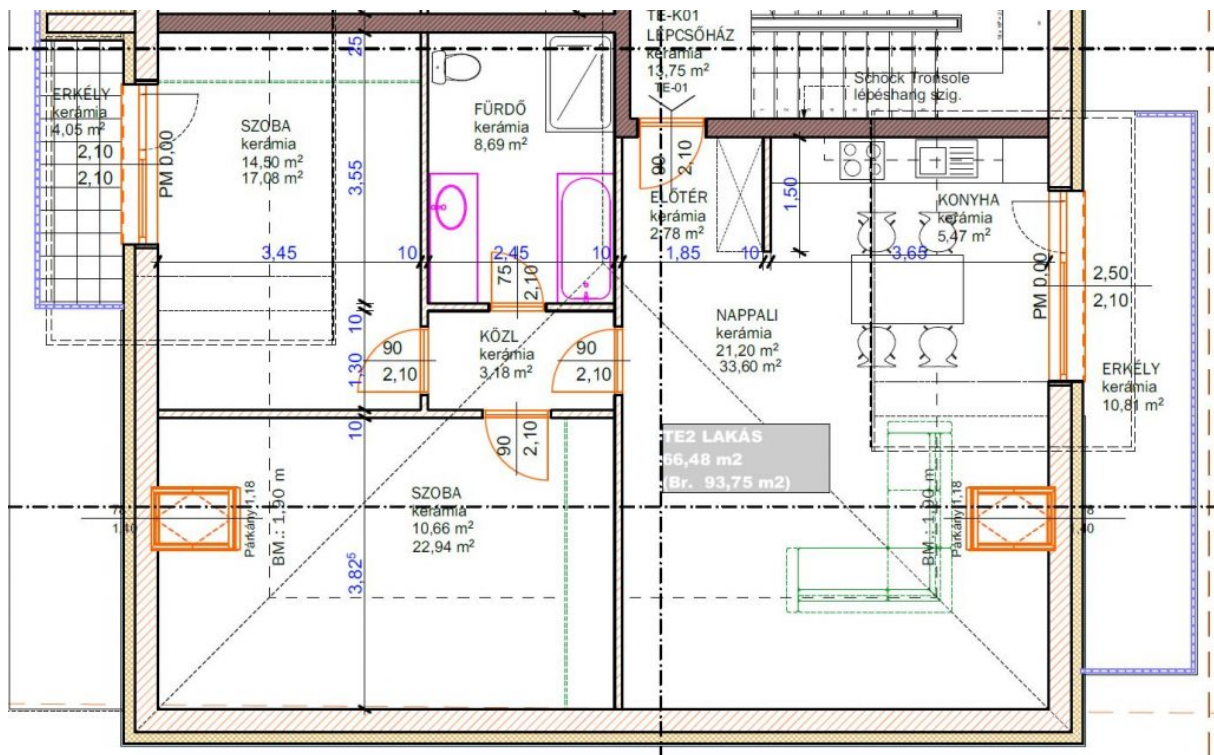 TE-K01
LÉPCSŐHÁZ
kerámia
13,75 m²
TE-01
Schöck Tronsole
lépéshang szig.
25
ERKÉLY
kerámia
4,05 m²
2,10
2,10
PM 0,00
SZOBA
kerámia
14,50 m²
17,08 m²
3,55
FÜRDŐ
kerámia
8,69 m²
90
2,10
ELŐTÉR
kerámia
2,78 m²
1,50
KONYHA
kerámia
5,47 m²
3,45
10
2,45
10
1,85
10
3,65
75
2,10
PM 0,00
2,50
2,10
10
1,30
10
KÖZL
kerámia
3,18 m²
90
2,10
90
2,10
90
2,10
NAPPALI
kerámia
21,20 m²
33,60 m²
ERKÉLY
kerámia
10,81 m²
TE2 LAKÁS
66,48 m2
(Br. 93,75 m2)
SZOBA
kerámia
10,66 m²
22,94 m²
Párkány:1,18
BM.: 1,90 m
3,82⁵
BM.: 1,90 m
Párkány:1,18
1,40